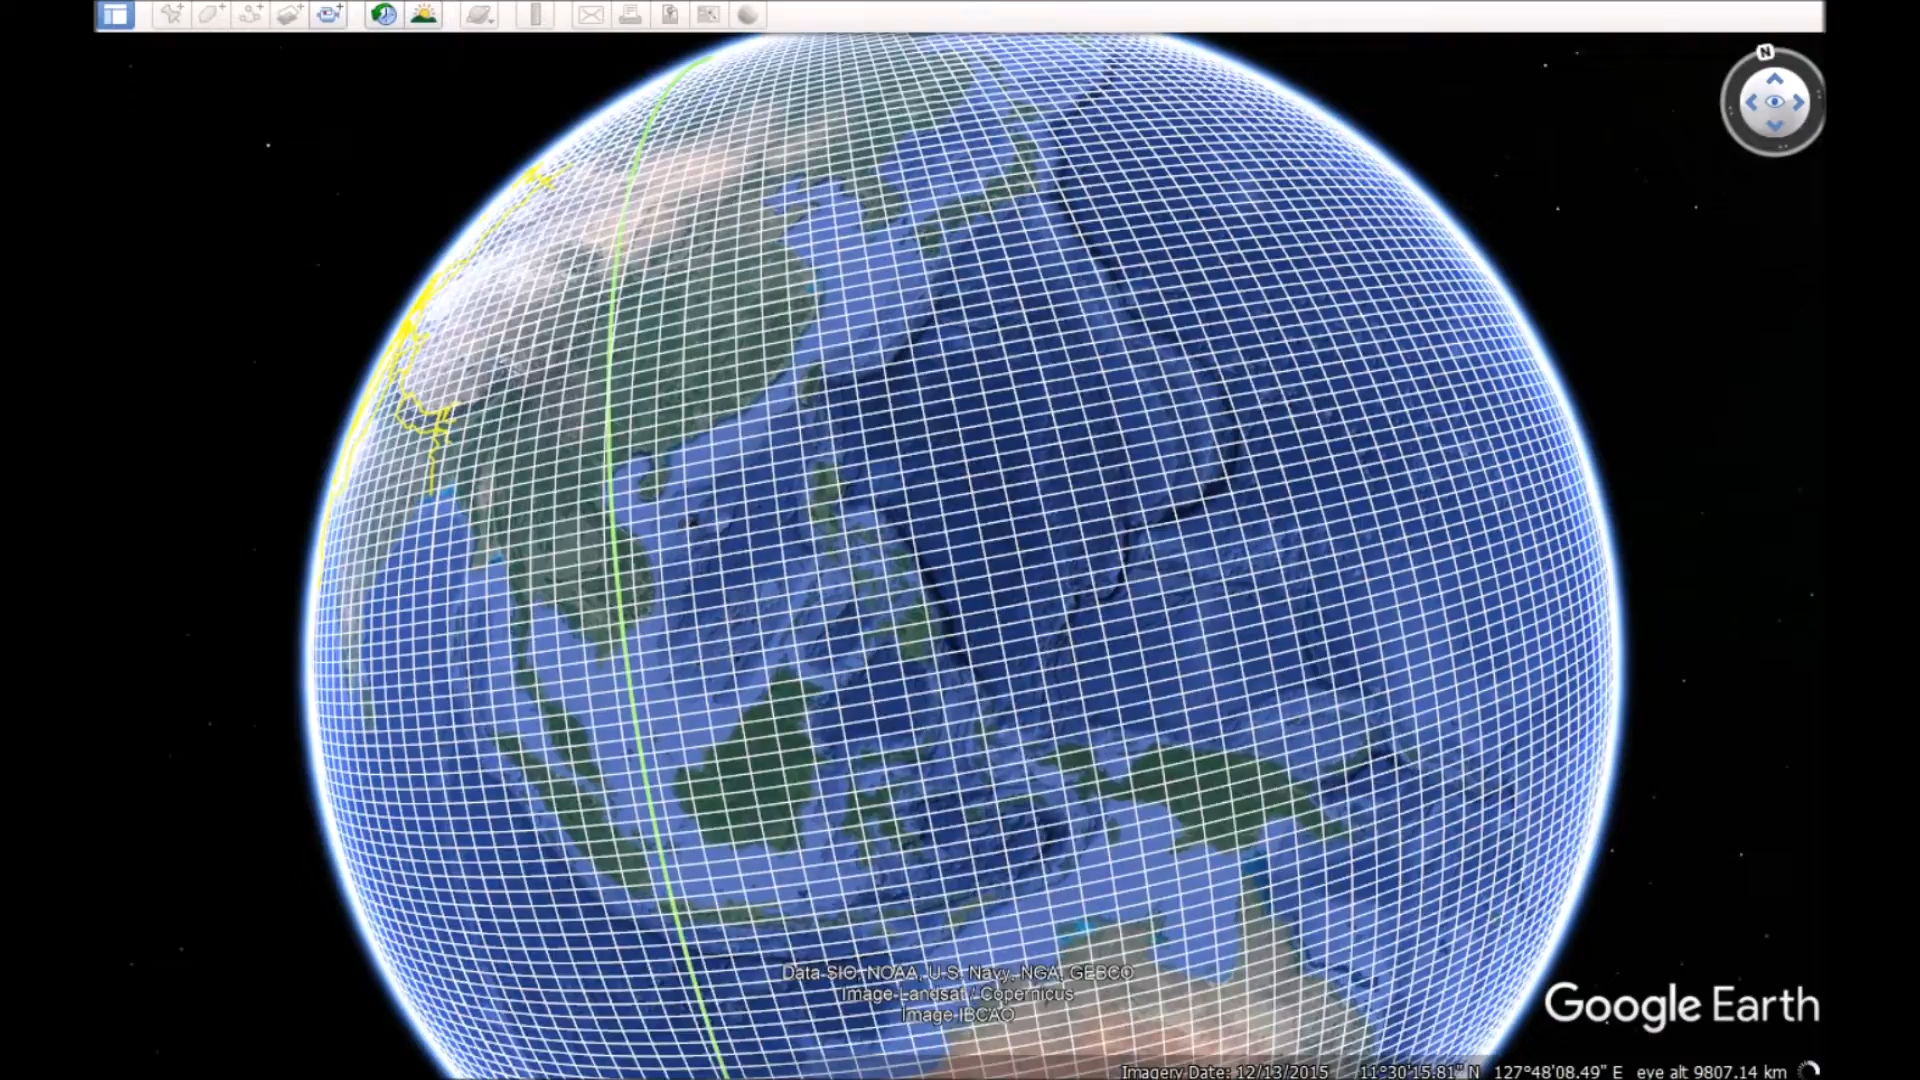 N
Data SIO, NOAA, U.S. Navy, NGA, GEBCO
Image Landsat / Copernicus
Image IBCAO
Google Earth
Imagery Date: 12/13/2015 11°30'15.81" N 127°48'08.49" E eye alt 9807.14 km